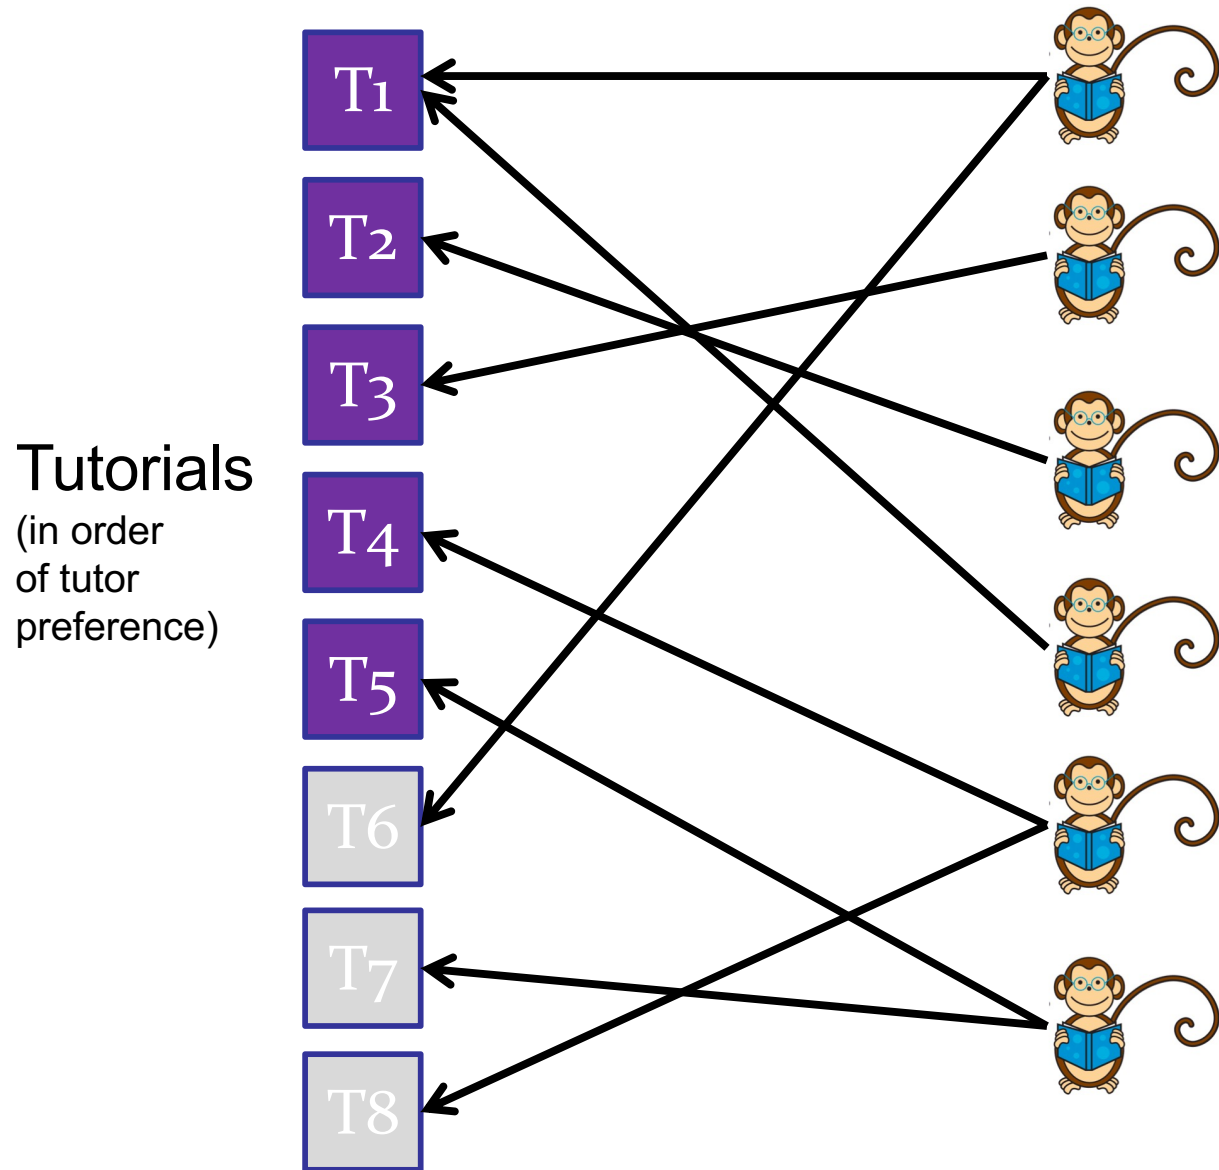 T1
T2
T3
Tutorials
(in order
of tutor
preference)
T4
T5
T6
T7
T8